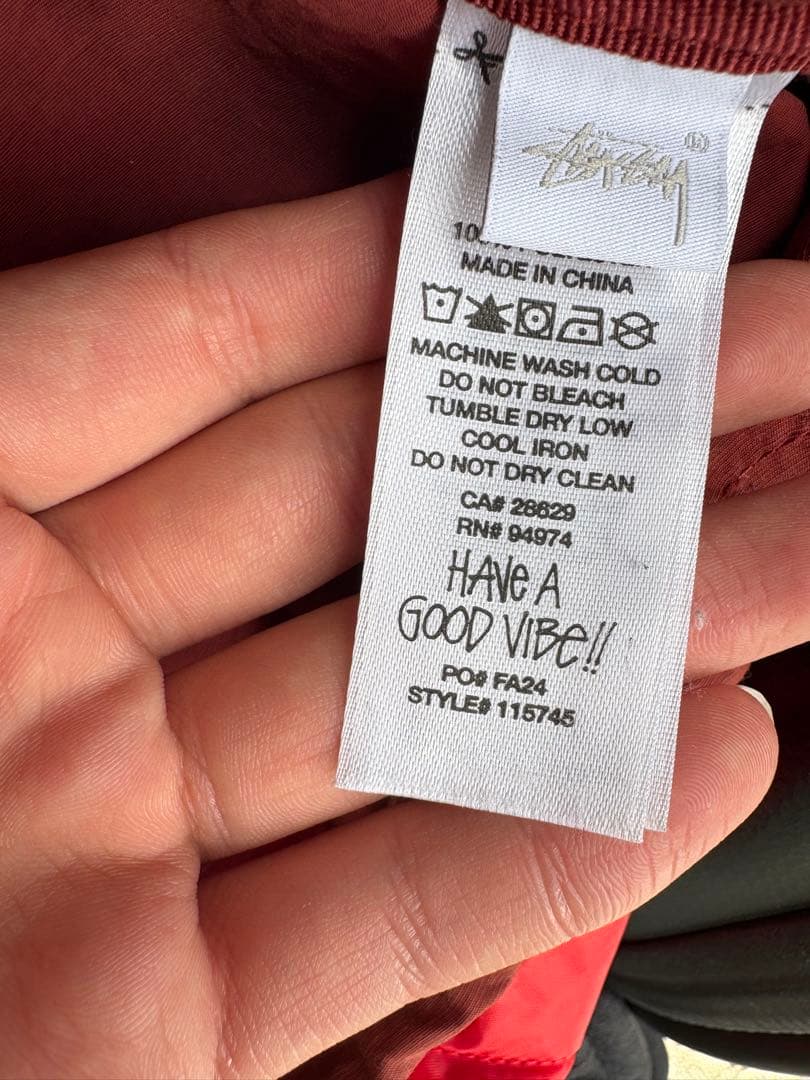 Stüssy ®
MADE IN CHINA
MACHINE WASH COLD
DO NOT BLEACH
TUMBLE DRY LOW
COOL IRON
DO NOT DRY CLEAN
CA# 28629
RN# 94974
HAVE A
GOOD VIBE!!
PO# FA24
STYLE# 115745